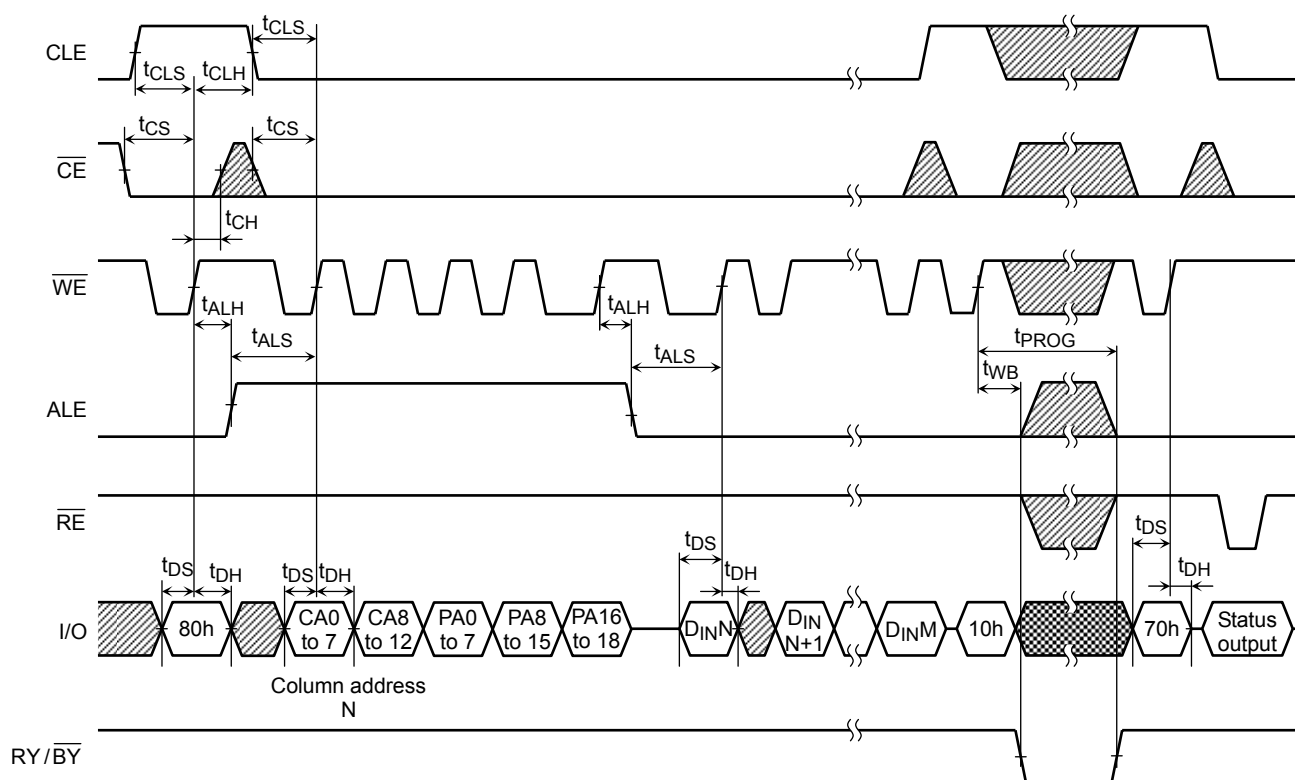 CLE
tCLS
tCLS
tCLH
CE
tCS
tCS
tCH
WE
tALH
tALS
tALH
tALS
tPROG
tWB
ALE
RE
I/O
tDS
tDH
tDS
tDH
tDS
tDH
tDS
tDH
80h
CA0 to 7
CA8 to 12
PA0 to 7
PA8 to 15
PA16 to 18
DINN
DIN N+1
DINM
10h
70h
Status output
Column address
N
RY/BY